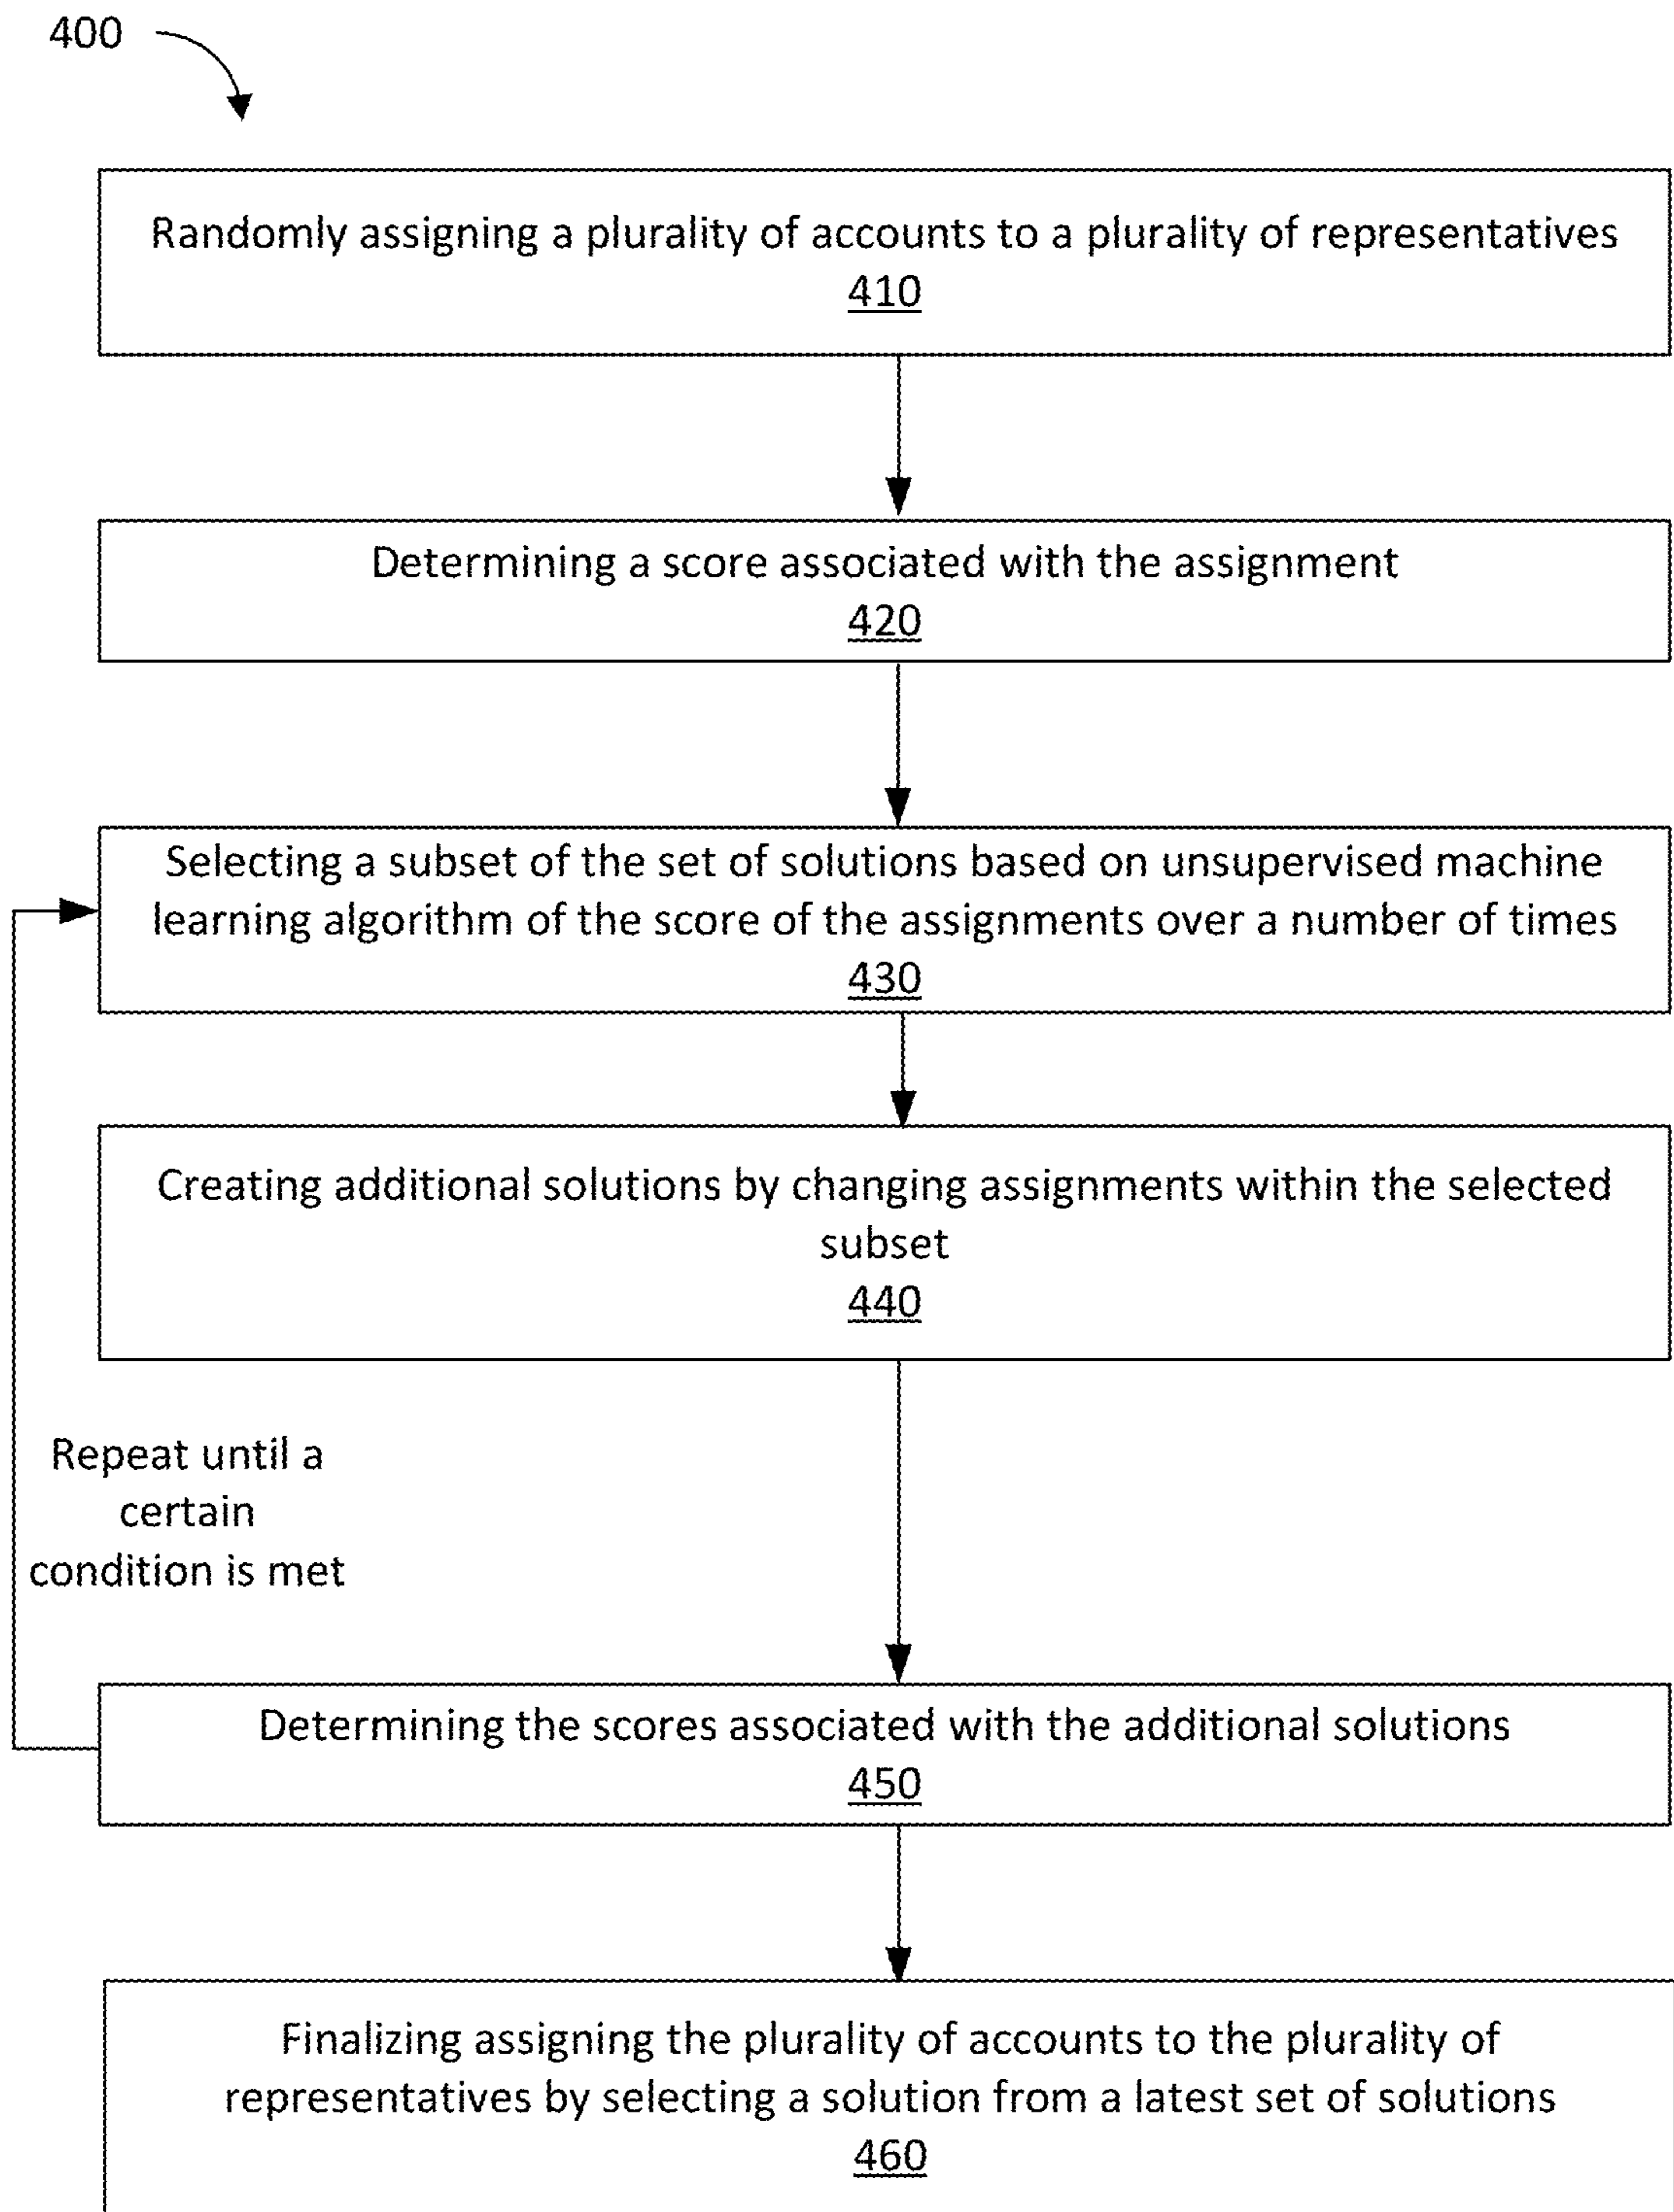 400
Randomly assigning a plurality of accounts to a plurality of representatives
410
Determining a score associated with the assignment
420
Selecting a subset of the set of solutions based on unsupervised machine
learning algorithm of the score of the assignments over a number of times
430
Creating additional solutions by changing assignments within the selected
subset
440
Repeat until a
certain
condition is met
Determining the scores associated with the additional solutions
450
Finalizing assigning the plurality of accounts to the plurality of
representatives by selecting a solution from a latest set of solutions
460